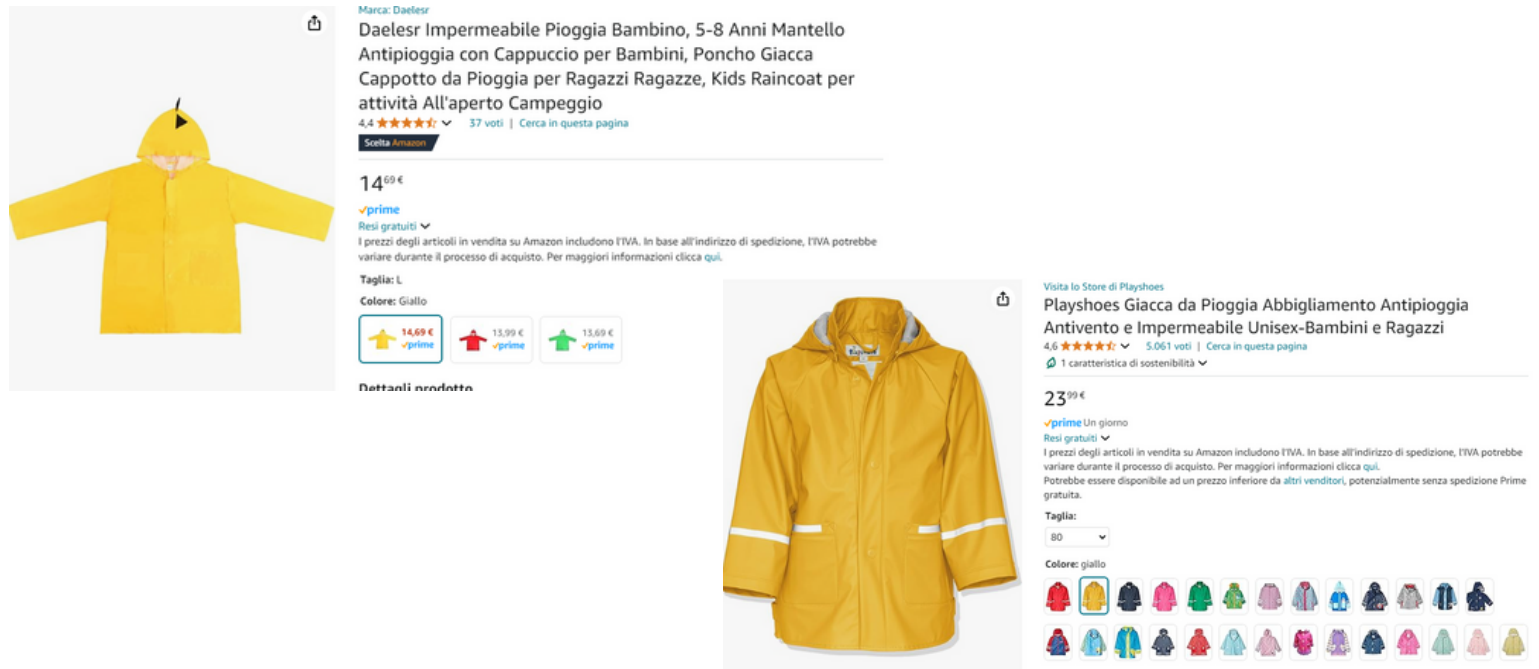 Marca: Daelesr
Daelesr Impermeabile Pioggia Bambino, 5-8 Anni Mantello
Antipioggia con Cappuccio per Bambini, Poncho Giacca
Cappotto da Pioggia per Ragazzi Ragazze, Kids Raincoat per
attività All'aperto Campeggio
4,4 37 voti | Cerca in questa pagina
Scelta Amazon
14 69 €
prime
Resi gratuiti
I prezzi degli articoli in vendita su Amazon includono l'IVA. In base all'indirizzo di spedizione, l'IVA potrebbe
variare durante il processo di acquisto. Per maggiori informazioni clicca qui.
Taglia: L
Colore: Giallo
14,69 € 13,99 € 13,69 €
prime prime prime
Dettagli prodotto
Visita lo Store di Playshoes
Playshoes Giacca da Pioggia Abbigliamento Antipioggia
Antivento e Impermeabile Unisex-Bambini e Ragazzi
4,6 5.061 voti | Cerca in questa pagina
1 caratteristica di sostenibilità
23 99 €
prime Un giorno
Resi gratuiti
I prezzi degli articoli in vendita su Amazon includono l'IVA. In base all'indirizzo di spedizione, l'IVA potrebbe
variare durante il processo di acquisto. Per maggiori informazioni clicca qui.
Potrebbe essere disponibile ad un prezzo inferiore da altri venditori, potenzialmente senza spedizione Prime
gratuita.
Taglia:
80
Colore: giallo